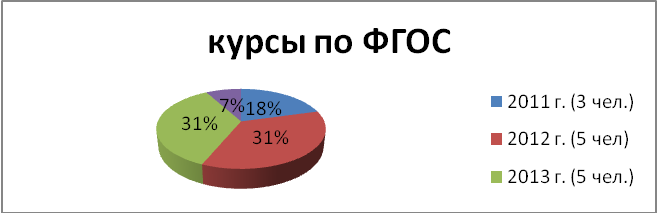 курсы по ФГОС
7%
18%
31%
31%
2011 г. (3 чел.)
2012 г. (5 чел)
2013 г. (5 чел.)